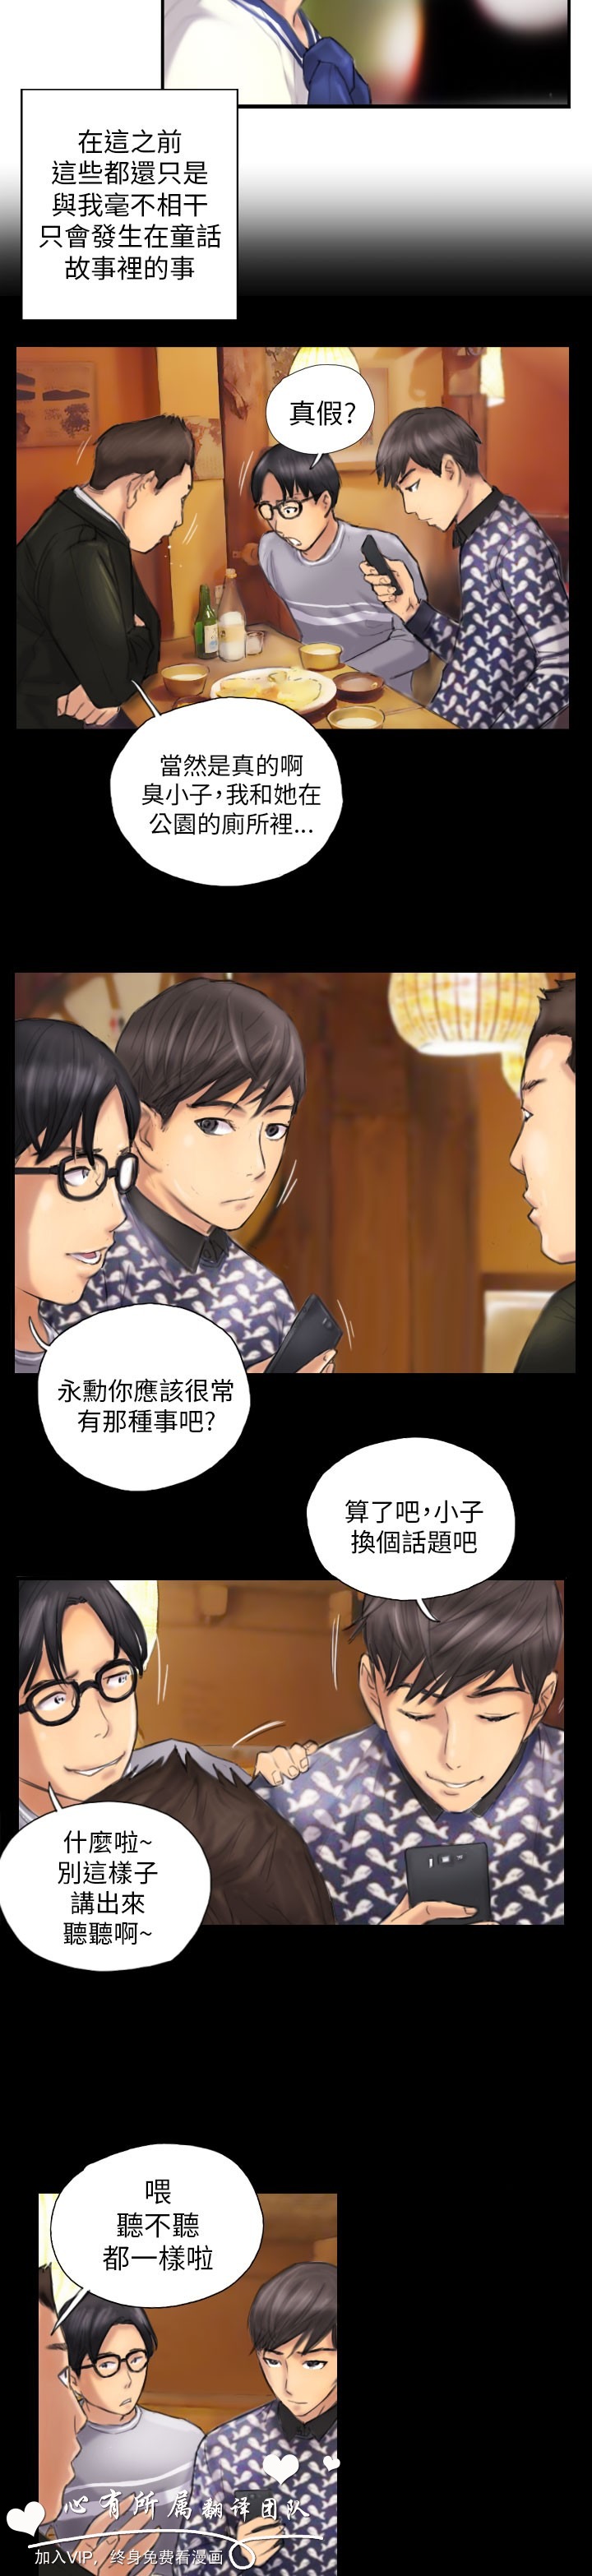 在這之前
這些都還只是
與我毫不相干
只會發生在童話
故事裡的事
真假?
當然是真的啊
臭小子，我和她在
公園的廁所裡...
永勳你應該很常
有那種事吧?
算了吧，小子
換個話題吧
什麼啦~
別這樣子
講出來
聽聽啊~
喂
聽不聽
都一樣啦
心有所属翻译团队
加入VIP，终身免费看漫画